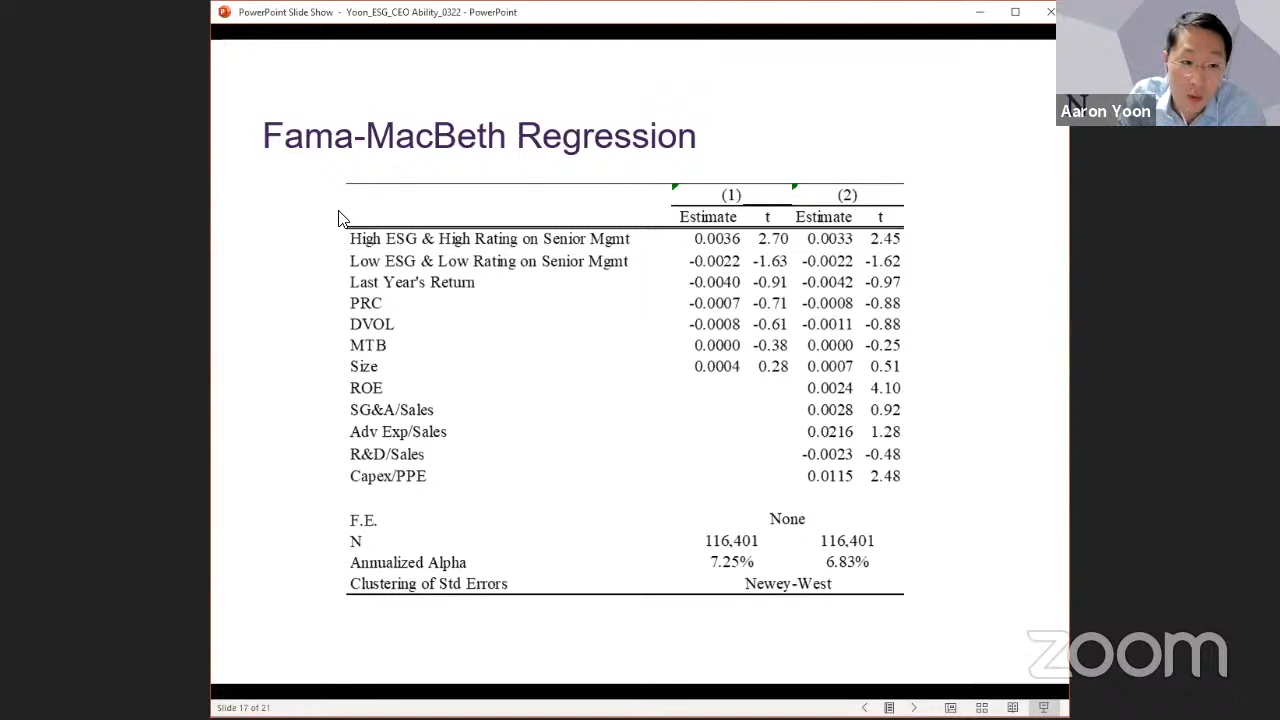 PowerPoint Slide Show - Yoon_ESG_CEO Ability_0322 - PowerPoint
N
Aaron Yoon
Fama-MacBeth Regression
(1) (2)
Estimate t Estimate t
High ESG & High Rating on Senior Mgmt 0.0036 2.70 0.0033 2.45
Low ESG & Low Rating on Senior Mgmt -0.0022 -1.63 -0.0022 -1.62
Last Year's Return -0.0040 -0.91 -0.0042 -0.97
PRC -0.0007 -0.71 -0.0008 -0.88
DVOL -0.0008 -0.61 -0.0011 -0.88
MTB 0.0000 -0.38 0.0000 -0.25
Size 0.0004 0.28 0.0007 0.51
ROE 0.0024 4.10
SG&A/Sales 0.0028 0.92
Adv Exp/Sales 0.0216 1.28
R&D/Sales -0.0023 -0.48
Capex/PPE 0.0115 2.48
F.E. None
N 116,401 116,401
Annualized Alpha 7.25% 6.83%
Clustering of Std Errors Newey-West
zoom
Slide 17 of 21